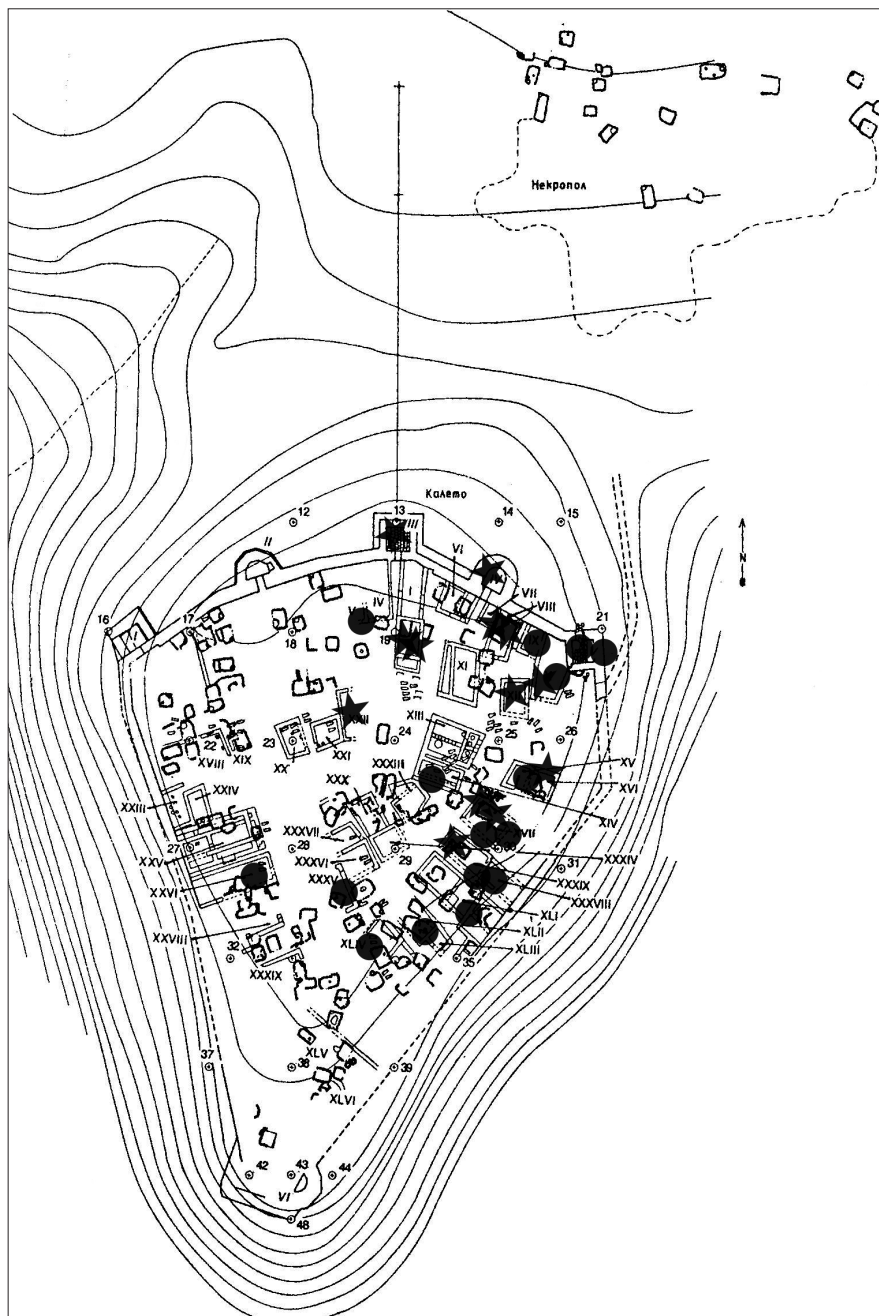 Некропол
Калето
12
13
14
15
III
II
VI
I
VII
VIII
IV
16
17
18
19
21
XI
XIII
22
23
24
25
26
XVIII
XIX
XX
XXI
XXXIII
XXX
XV
XVI
XIV
XXIII
XXIV
XXXVII
27
28
29
XXXVI
XXXIV
31
XXV
XXVI
XXXIX
XXXVIII
XLI
XLII
XLIII
XXVIII
32
XXXIX
35
37
38
39
XLV
XLVI
42
43
44
VI
48
N